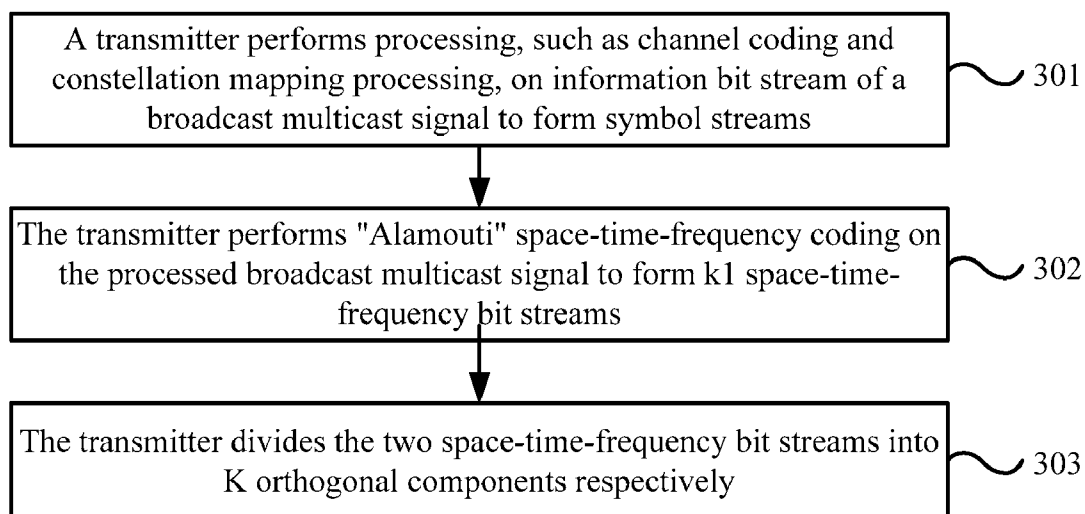 A transmitter performs processing, such as channel coding and
constellation mapping processing, on information bit stream of a
broadcast multicast signal to form symbol streams
301
The transmitter performs "Alamouti" space-time-frequency coding on
the processed broadcast multicast signal to form k1 space-time-
frequency bit streams
302
The transmitter divides the two space-time-frequency bit streams into
K orthogonal components respectively
303